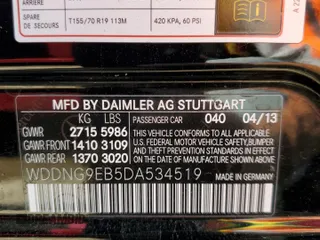 ARRIÈRE
SPARE
DE SECOURS T155/70 R19 113M 420 KPA, 60 PSI
MFD BY DAIMLER AG STUTTGART
KG LBS PASSENGER CAR 040 04/13
GVWR 2715 5986 THIS VEHICLE CONFORMS TO ALL APPLICABLE
GAWR FRONT 1410 3109 U.S. FEDERAL MOTOR VEHICLE SAFETY
GAWR REAR 1370 3020 BUMPER, AND THEFT PREVENTION STANDARDS
IN EFFECT ON THE DATE OF MANUFACTURE
WDDNG9EB5DA534519 SHOWN ABOVE.